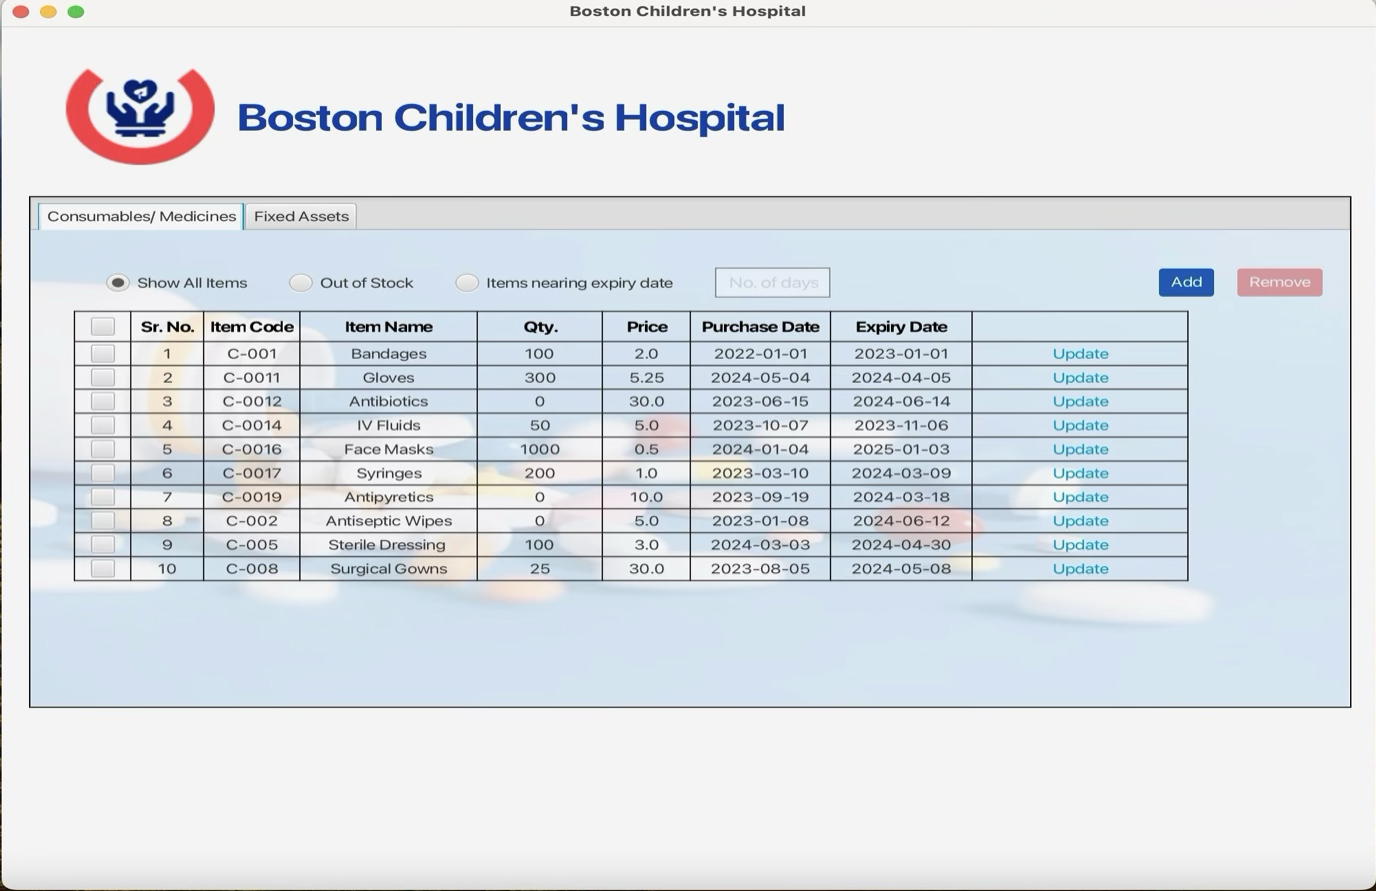 Boston Children's Hospital
Boston Children's Hospital
Consumables/ Medicines Fixed Assets
Show All Items Out of Stock Items nearing expiry date No. of days Add Remove
Sr. No. Item Code Item Name Qty. Price Purchase Date Expiry Date
1 C-001 Bandages 100 2.0 2022-01-01 2023-01-01 Update
2 C-0011 Gloves 300 5.25 2024-05-04 2024-04-05 Update
3 C-0012 Antibiotics 0 30.0 2023-06-15 2024-06-14 Update
4 C-0014 IV Fluids 50 5.0 2023-10-07 2023-11-06 Update
5 C-0016 Face Masks 1000 0.5 2024-01-04 2025-01-03 Update
6 C-0017 Syringes 200 1.0 2023-03-10 2024-03-09 Update
7 C-0019 Antipyretics 0 10.0 2023-09-19 2024-03-18 Update
8 C-002 Antiseptic Wipes 0 5.0 2023-01-08 2024-06-12 Update
9 C-005 Sterile Dressing 100 3.0 2024-03-03 2024-04-30 Update
10 C-008 Surgical Gowns 25 30.0 2023-08-05 2024-05-08 Update